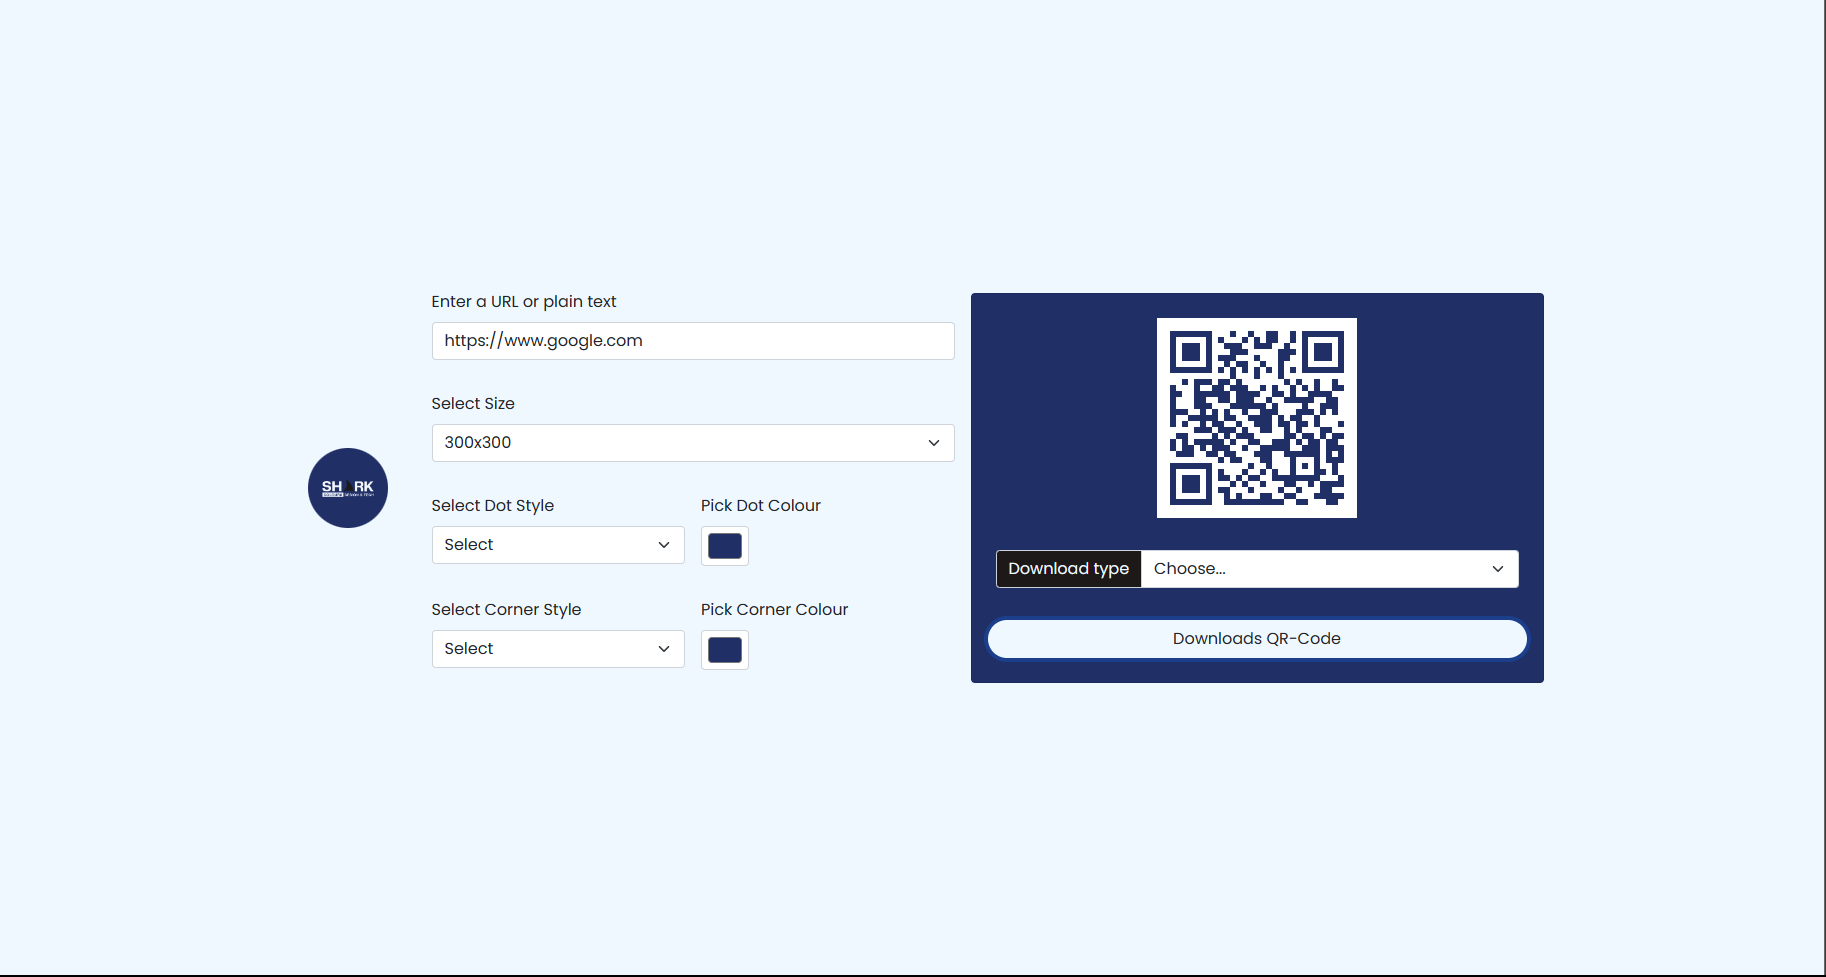 Enter a URL or plain text
https://www.google.com
Select Size
300x300
SH RK
Select Dot Style
Pick Dot Colour
Select
Select Corner Style
Pick Corner Colour
Select
Download type
Choose...
Downloads QR-Code